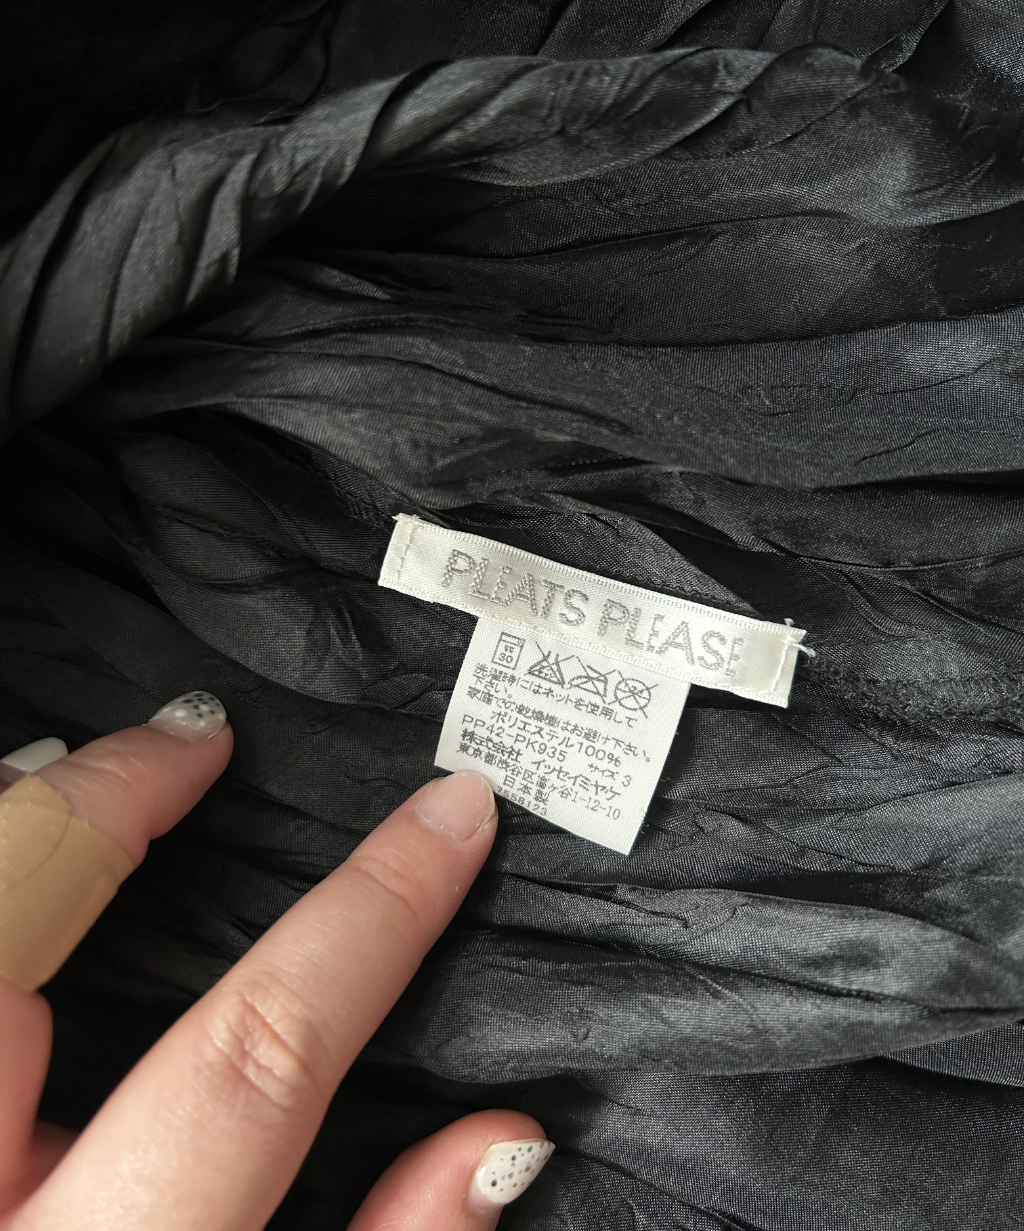 PLEATS PLEASE
弱
30
洗濯時にはネットを使用して
下さい。
家庭での乾燥機はお避け下さい。
ポリエステル100%
PP42-PK935 サイズ 3
株式会社 イッセイミヤケ
東京都渋谷区富ヶ谷1-12-10
日本製
7558123